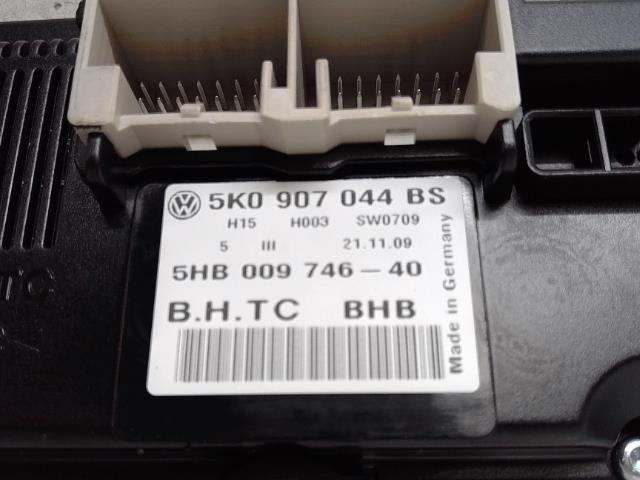 5K0 907 044 BS
H15 H003 SW0709
5 III 21.11.09
5HB 009 746-40
B.H.TC BHB
Made in Germany